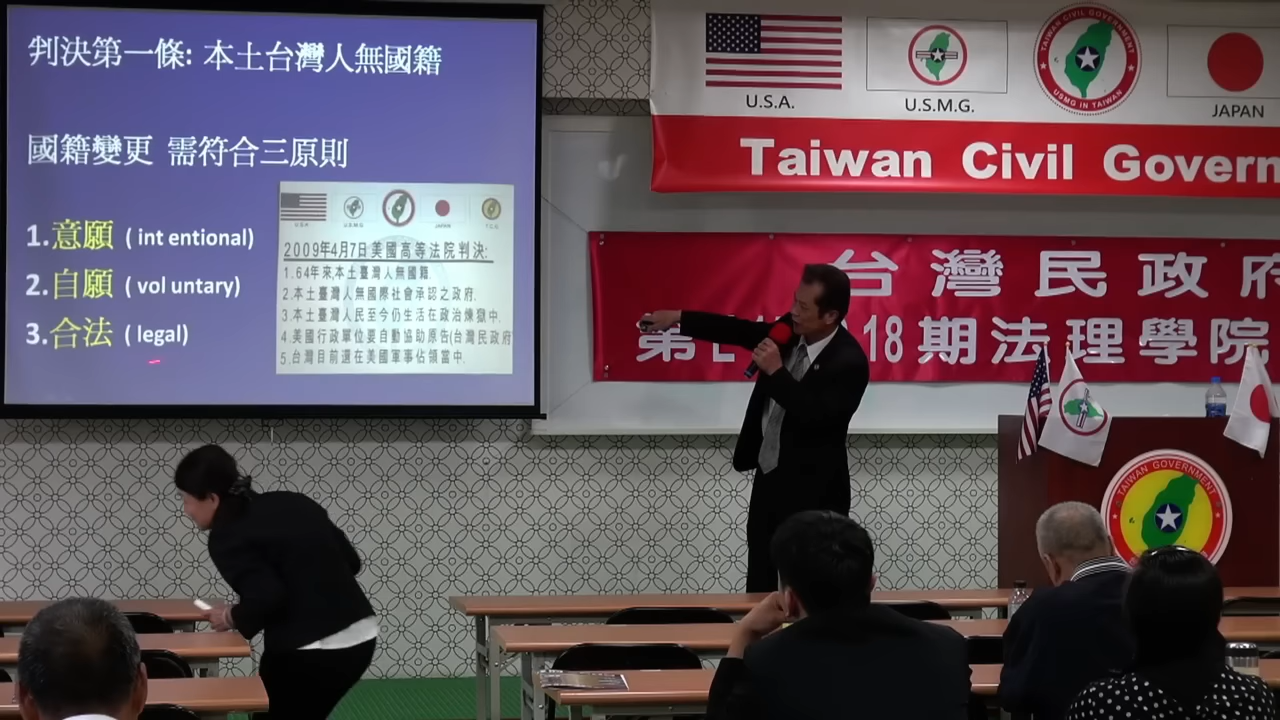 判決第一條: 本土台灣人無國籍
國籍變更 需符合三原則
1.意願 ( int entional)
2.自願 ( vol untary)
3.合法 ( legal)
U.S.A.
U.S.M.G.
JAPAN
2009年4月7日美國高等法院判決:
1.64年來,本土臺灣人無國籍.
2.本土臺灣人無國際社會承認之政府.
3.本土臺灣人民至今仍生活在政治煉獄中.
4.美國行政單位要自動協助原告(台灣民政府
5.台灣目前還在美國軍事佔領當中.
U.S.A.
U.S.M.G.
TAIWAN CIVIL GOVERNMENT
USMG IN TAIWAN
JAPAN
Taiwan Civil Govern
台灣民政府
第
18期法理學院
TAIWAN GOVERNMENT